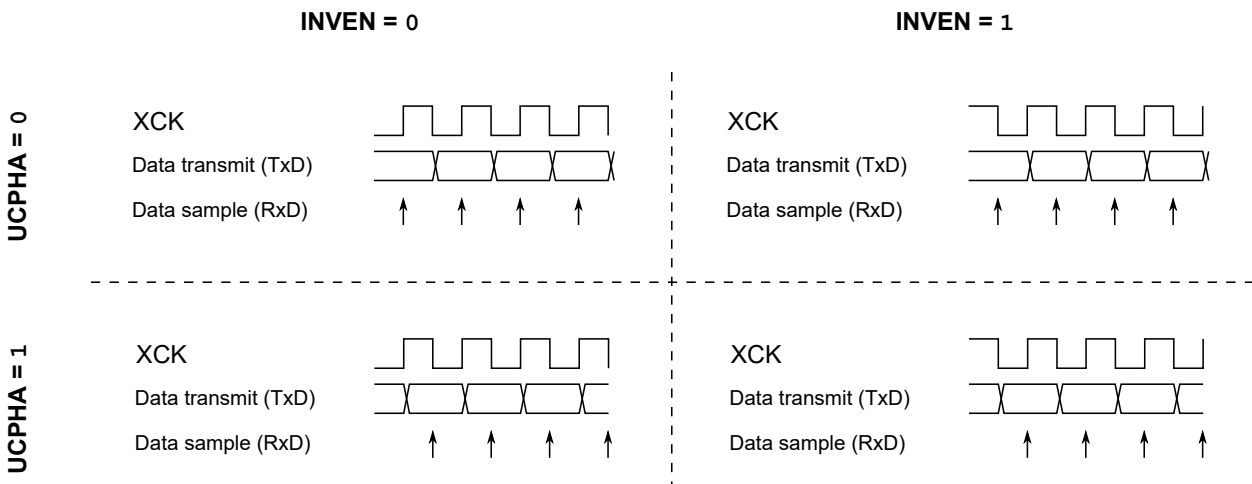 INVEN = 0
INVEN = 1
UCPHA = 0
XCK
Data transmit (TxD)
Data sample (RxD)
XCK
Data transmit (TxD)
Data sample (RxD)
UCPHA = 1
XCK
Data transmit (TxD)
Data sample (RxD)
XCK
Data transmit (TxD)
Data sample (RxD)